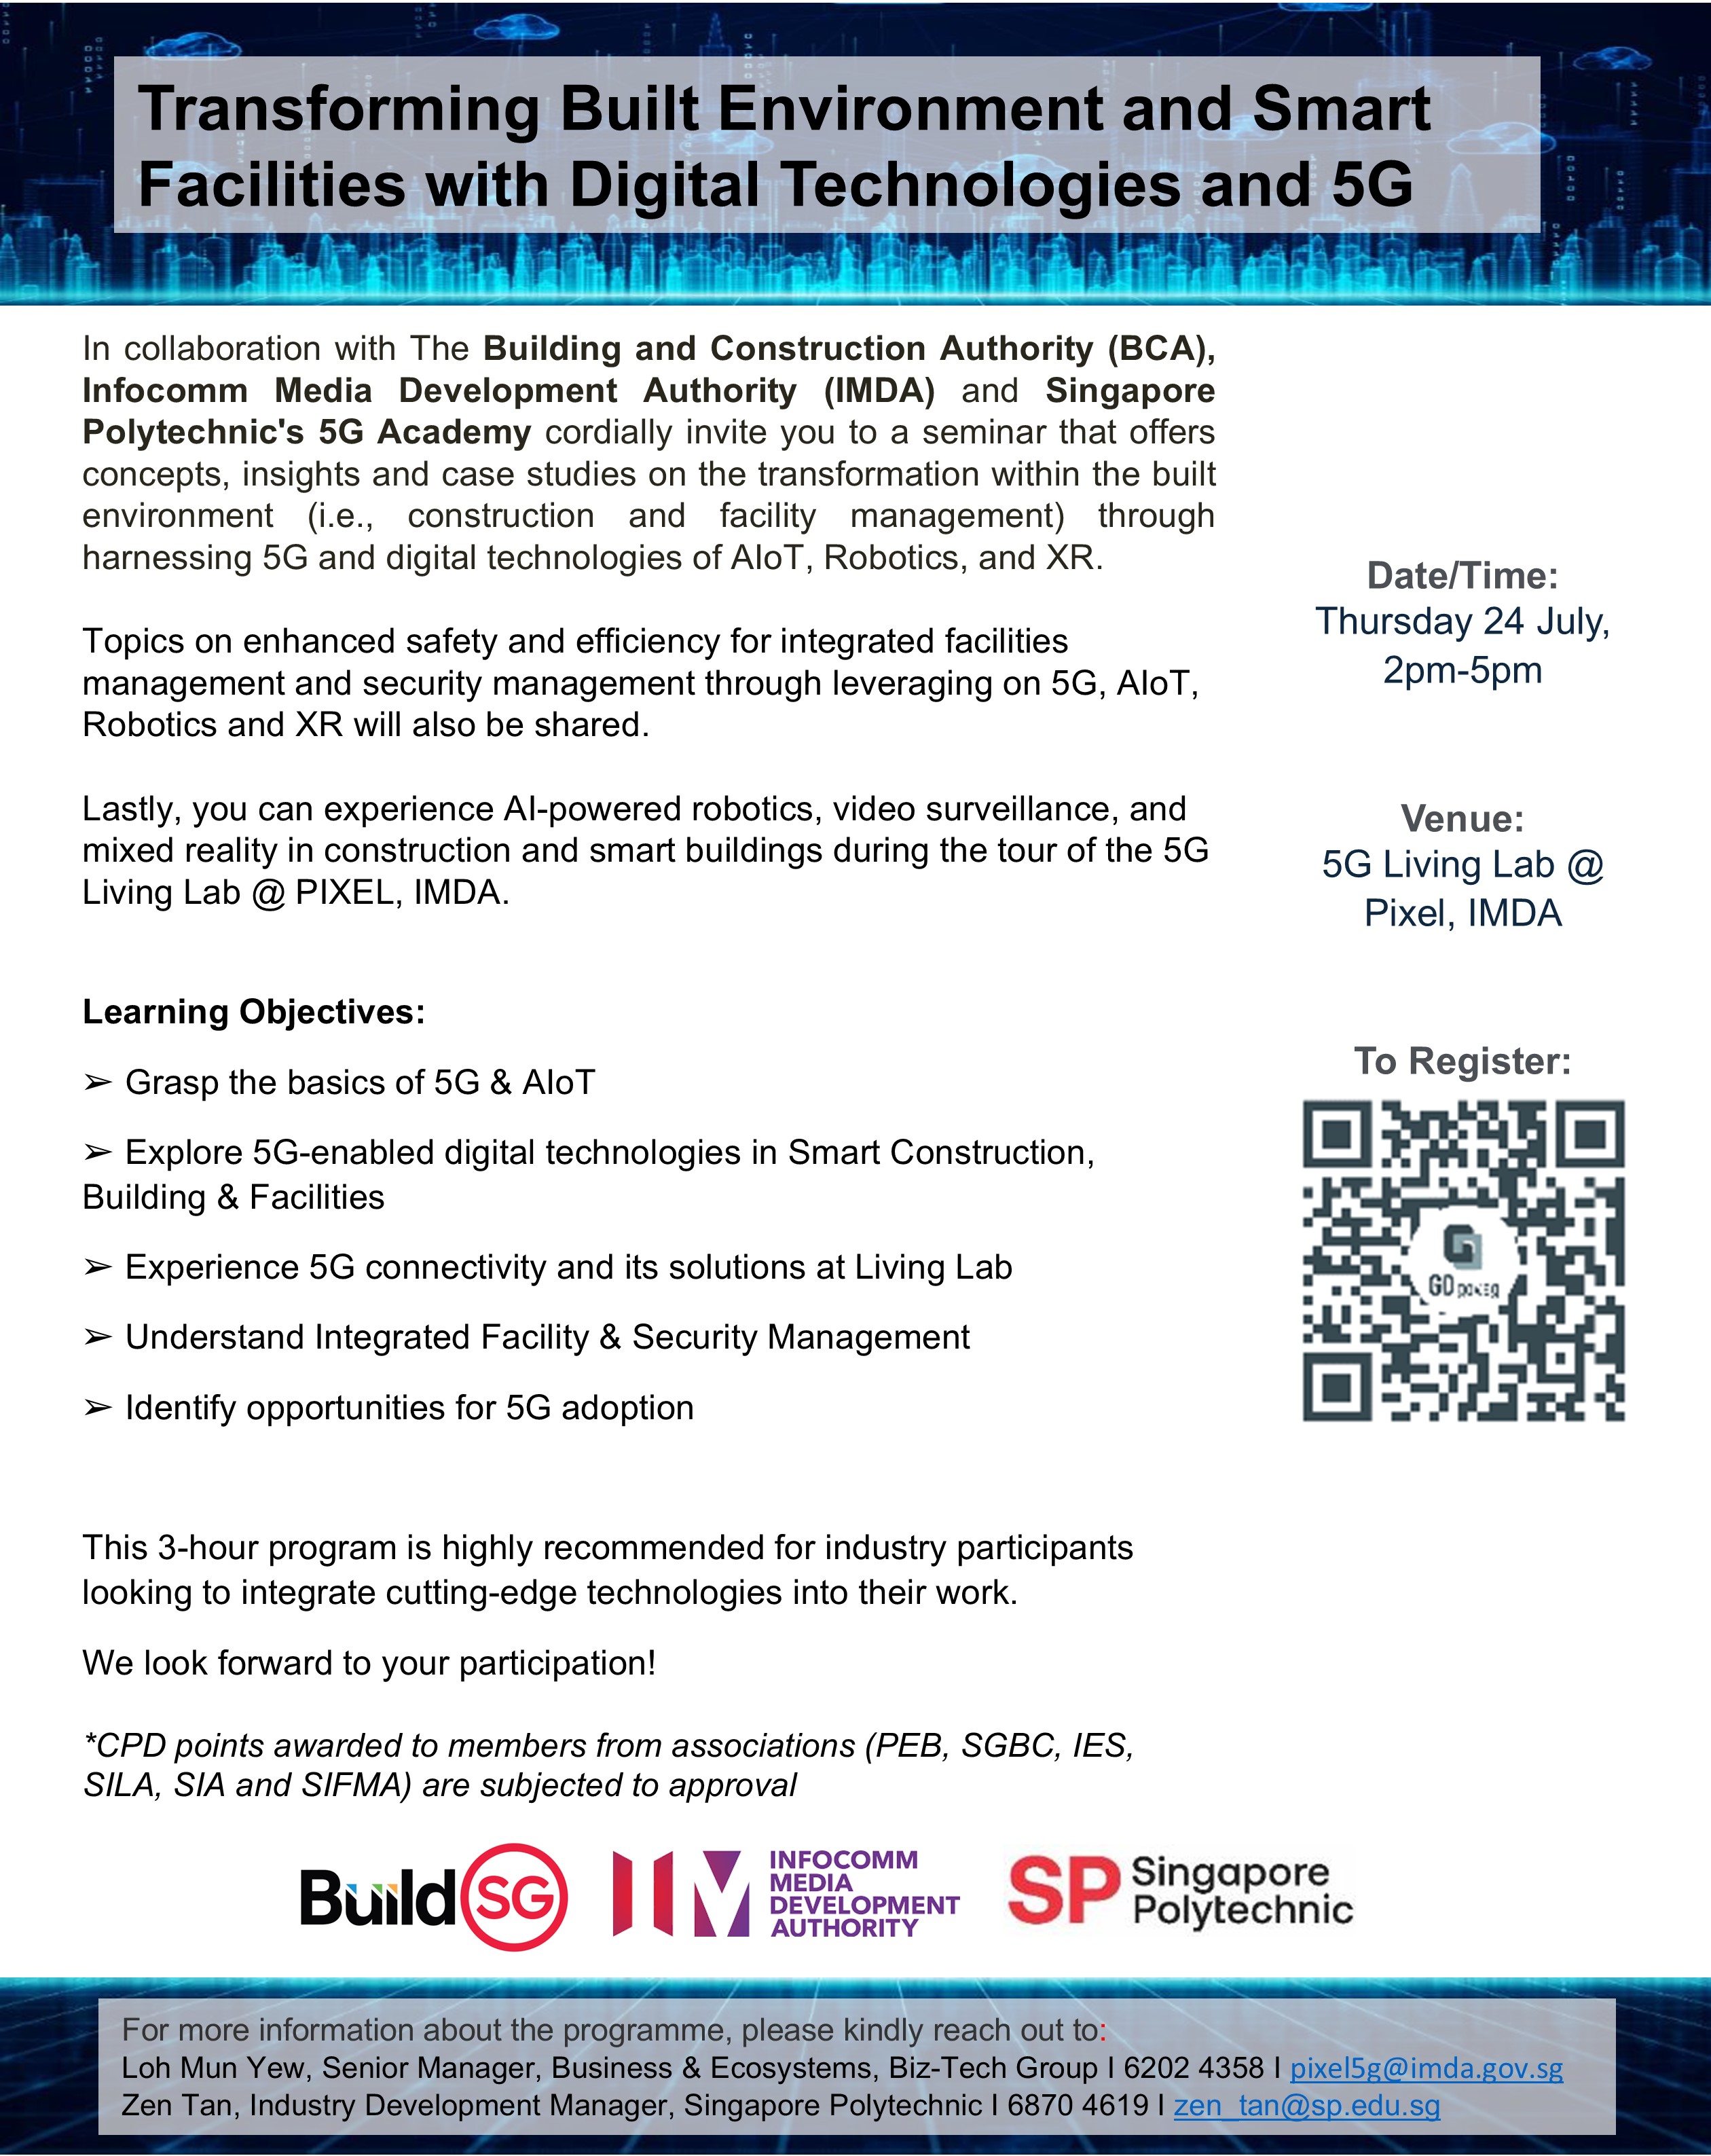 Transforming Built Environment and Smart
Facilities with Digital Technologies and 5G
In collaboration with The Building and Construction Authority (BCA),
Infocomm Media Development Authority (IMDA) and Singapore
Polytechnic's 5G Academy cordially invite you to a seminar that offers
concepts, insights and case studies on the transformation within the built
environment (i.e., construction and facility management) through
harnessing 5G and digital technologies of AIoT, Robotics, and XR.
Topics on enhanced safety and efficiency for integrated facilities
management and security management through leveraging on 5G, AIoT,
Robotics and XR will also be shared.
Lastly, you can experience AI-powered robotics, video surveillance, and
mixed reality in construction and smart buildings during the tour of the 5G
Living Lab @ PIXEL, IMDA.
Learning Objectives:
➢ Grasp the basics of 5G & AIoT
➢ Explore 5G-enabled digital technologies in Smart Construction,
Building & Facilities
➢ Experience 5G connectivity and its solutions at Living Lab
➢ Understand Integrated Facility & Security Management
➢ Identify opportunities for 5G adoption
This 3-hour program is highly recommended for industry participants
looking to integrate cutting-edge technologies into their work.
We look forward to your participation!
*CPD points awarded to members from associations (PEB, SGBC, IES,
SILA, SIA and SIFMA) are subjected to approval
Date/Time:
Thursday 24 July,
2pm-5pm
Venue:
5G Living Lab @
Pixel, IMDA
To Register:
GO
Build SG
INFOCOMM
MEDIA
DEVELOPMENT
AUTHORITY
SP Singapore
Polytechnic
For more information about the programme, please kindly reach out to:
Loh Mun Yew, Senior Manager, Business & Ecosystems, Biz-Tech Group I 6202 4358 I pixel5g@imda.gov.sg
Zen Tan, Industry Development Manager, Singapore Polytechnic I 6870 4619 I zen_tan@sp.edu.sg